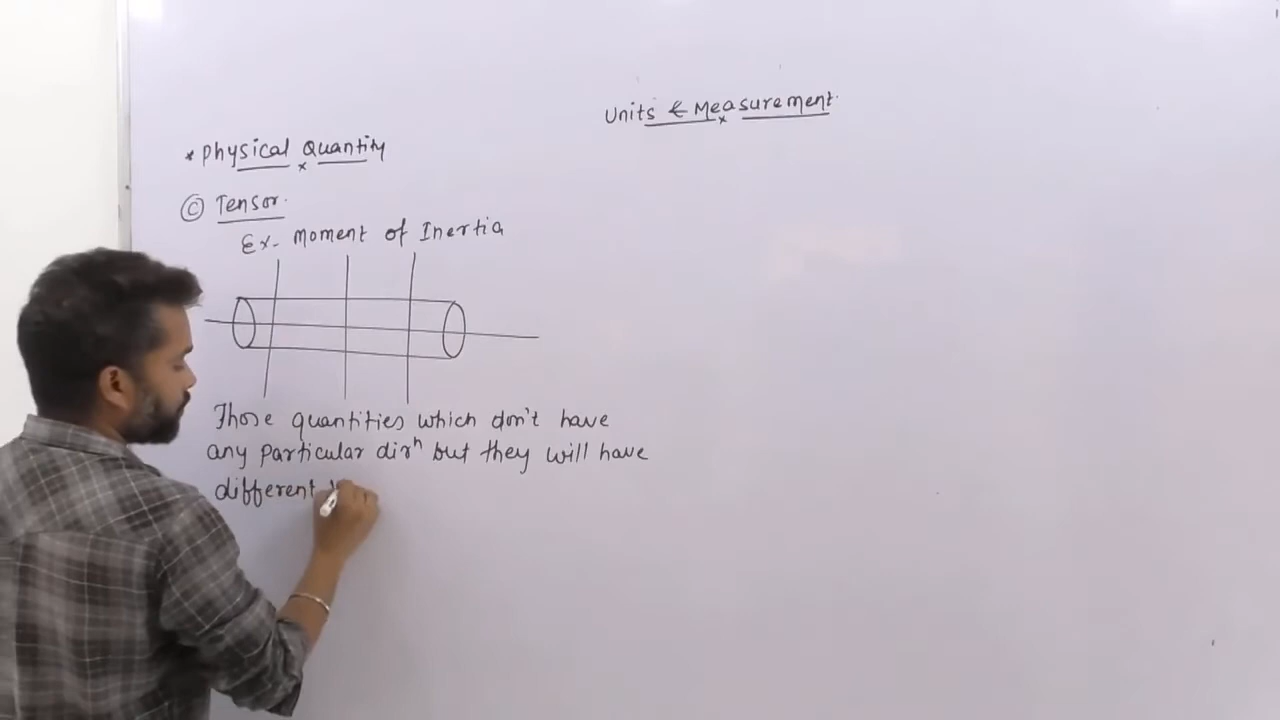 Units & Measurement
* Physical Quantity
© Tensor.
Ex- Moment of Inertia
Those quantities which don't have
any particular dirⁿ but they will have
different